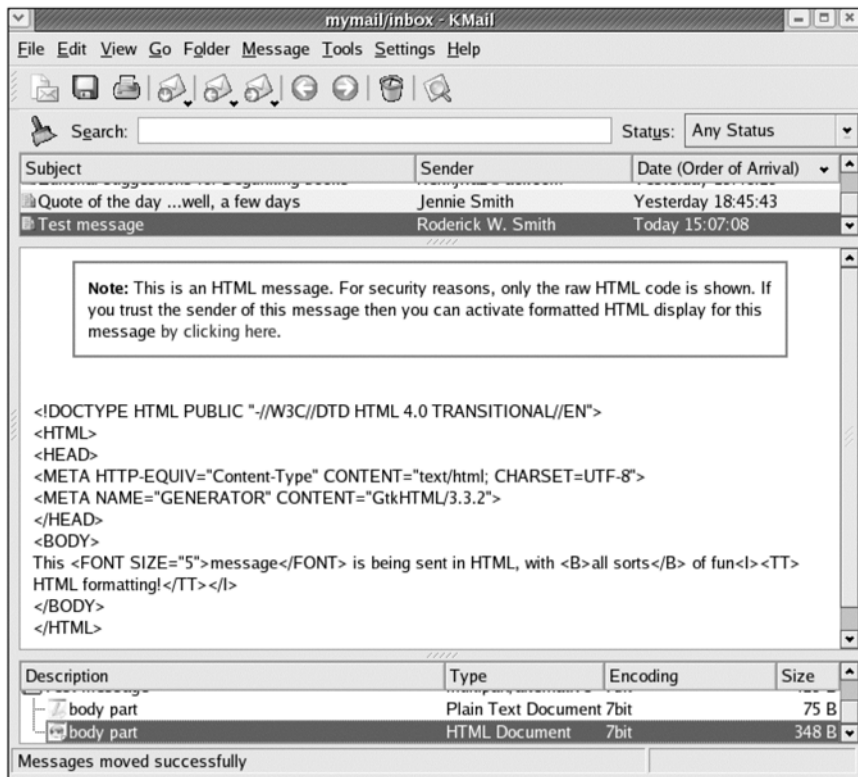 mymail/inbox - KMail
File Edit View Go Folder Message Tools Settings Help
Search: Status: Any Status
Subject Sender Date (Order of Arrival)
Quote of the day ...well, a few days Jennie Smith Yesterday 18:45:43
Test message Roderick W. Smith Today 15:07:08
Note: This is an HTML message. For security reasons, only the raw HTML code is shown. If
you trust the sender of this message then you can activate formatted HTML display for this
message by clicking here.
<!DOCTYPE HTML PUBLIC "-//W3C//DTD HTML 4.0 TRANSITIONAL//EN">
<HTML>
<HEAD>
<META HTTP-EQUIV="Content-Type" CONTENT="text/html; CHARSET=UTF-8">
<META NAME="GENERATOR" CONTENT="GtkHTML/3.3.2">
</HEAD>
<BODY>
This <FONT SIZE="5">message</FONT> is being sent in HTML, with <B>all sorts</B> of fun<I><TT>
HTML formatting!</TT></I>
</BODY>
</HTML>
Description Type Encoding Size
body part Plain Text Document 7bit 75 B
body part HTML Document 7bit 348 B
Messages moved successfully